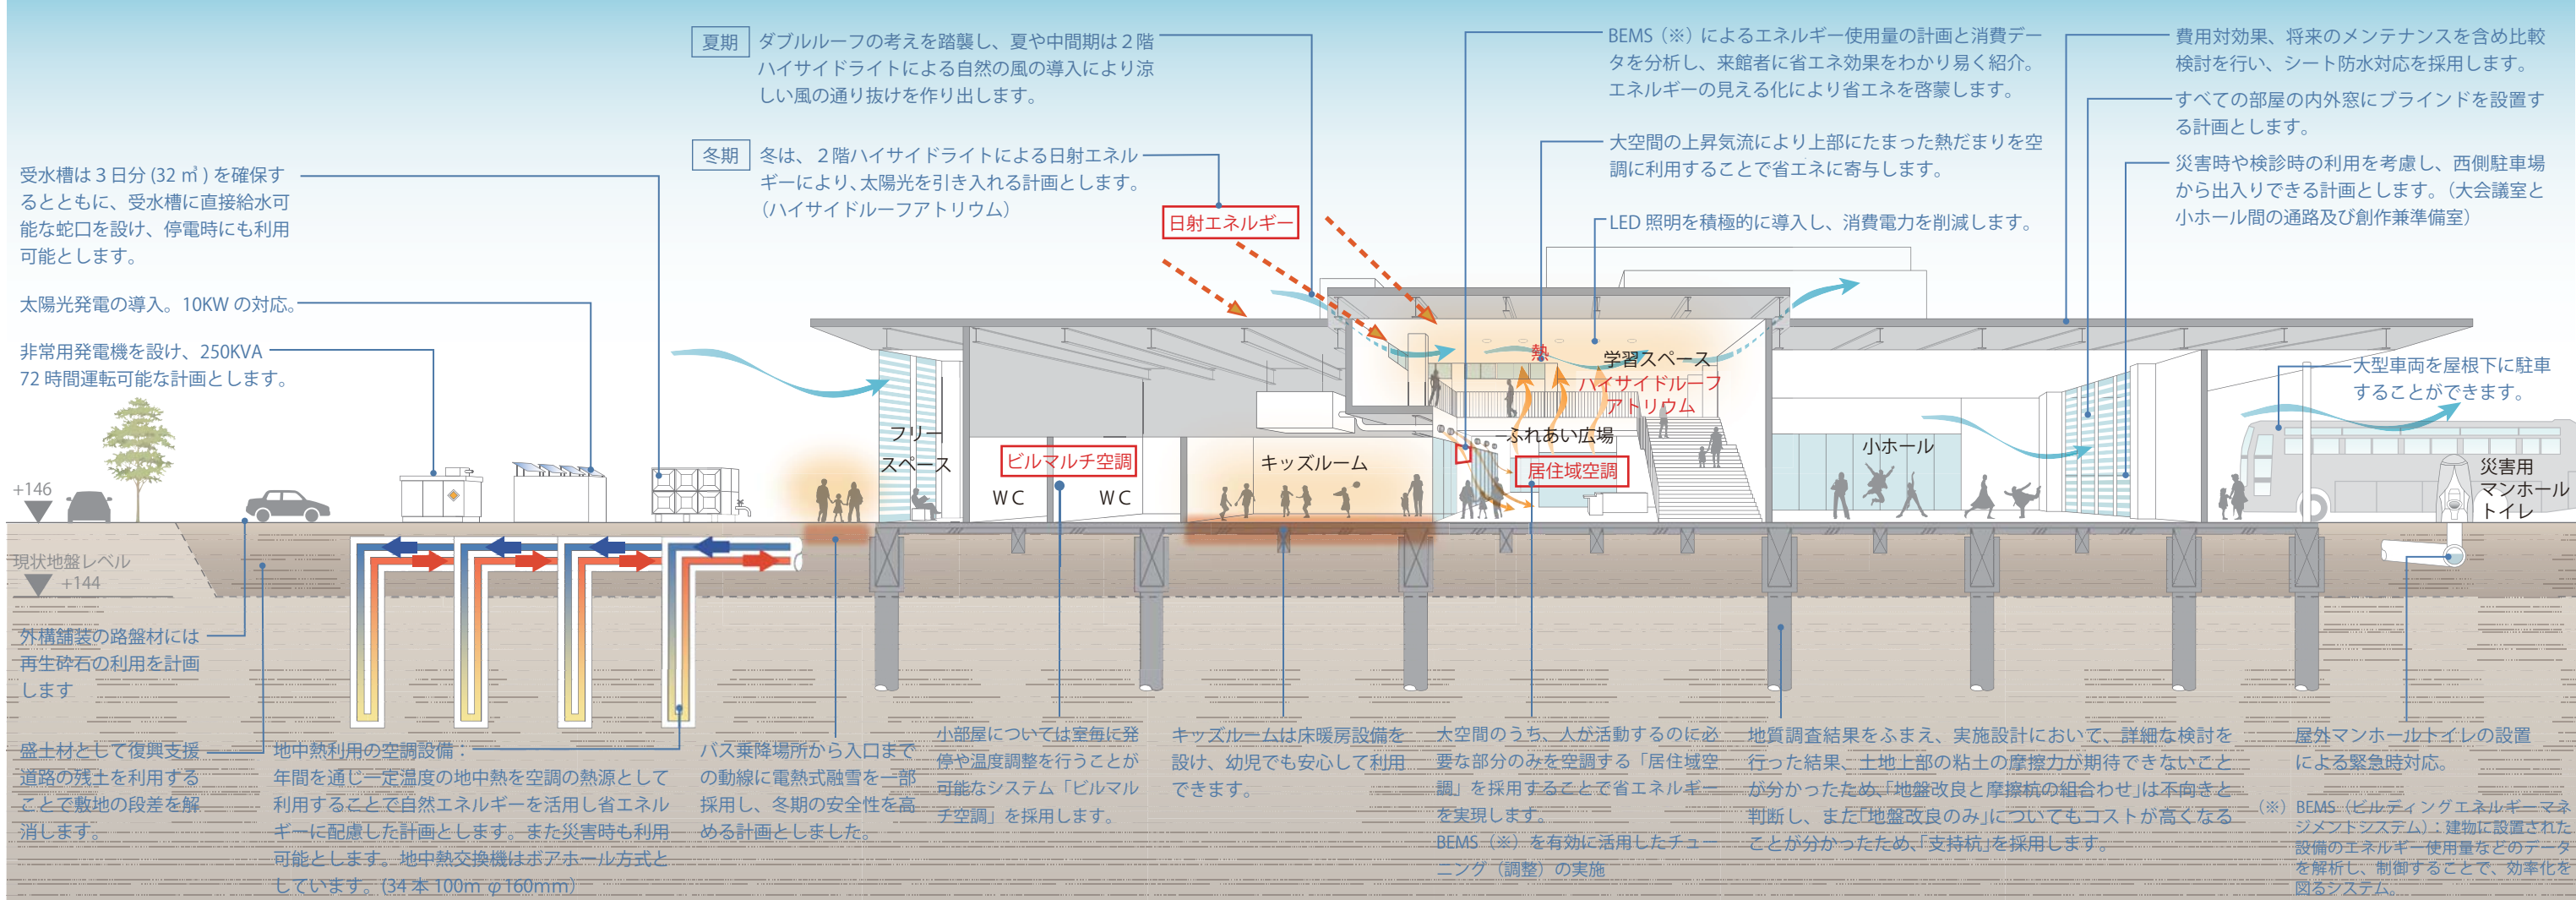 夏期
ダブルルーフの考えを踏襲し、夏や中間期は２階
ハイサイドライトによる自然の風の導入により涼
しい風の通り抜けを作り出します。
冬期
冬は、２階ハイサイドライトによる日射エネル
ギーにより、太陽光を引き入れる計画とします。
（ハイサイドルーフアトリウム）
日射エネルギー
BEMS（※）によるエネルギー使用量の計画と消費デー
タを分析し、来館者に省エネ効果をわかり易く紹介。
エネルギーの見える化により省エネを啓蒙します。
大空間の上昇気流により上部にたまった熱だまりを空
調に利用することで省エネに寄与します。
LED 照明を積極的に導入し、消費電力を削減します。
費用対効果、将来のメンテナンスを含め比較
検討を行い、シート防水対応を採用します。
すべての部屋の内外窓にブラインドを設置す
る計画とします。
災害時や検診時の利用を考慮し、西側駐車場
から出入りできる計画とします。（大会議室と
小ホール間の通路及び創作兼準備室）
受水槽は３日分 (32 ㎥ ) を確保す
るとともに、受水槽に直接給水可
能な蛇口を設け、停電時にも利用
可能とします。
太陽光発電の導入。10KW の対応。
非常用発電機を設け、250KVA
72 時間運転可能な計画とします。
大型車両を屋根下に駐車
することができます。
熱
学習スペース
ハイサイドルーフ
アトリウム
フリー
スペース
ビルマルチ空調
ＷＣ
ＷＣ
キッズルーム
ふれあい広場
居住域空調
小ホール
災害用
マンホール
トイレ
+146
現状地盤レベル
+144
外構舗装の路盤材には
再生砕石の利用を計画
します
盛土材として復興支援
道路の残土を利用する
ことで敷地の段差を解
消します。
地中熱利用の空調設備：
年間を通じ一定温度の地中熱を空調の熱源として
利用することで自然エネルギーを活用し省エネル
ギーに配慮した計画とします。また災害時も利用
可能とします。地中熱交換機はボアホール方式と
しています。(34 本 100m φ160mm）
バス乗降場所から入口まで
の動線に電熱式融雪を一部
採用し、冬期の安全性を高
める計画としました。
小部屋については室毎に発
停や温度調整を行うことが
可能なシステム「ビルマル
チ空調」を採用します。
キッズルームは床暖房設備を
設け、幼児でも安心して利用
できます。
大空間のうち、人が活動するのに必
要な部分のみを空調する「居住域空
調」を採用することで省エネルギー
を実現します。
BEMS（※）を有効に活用したチュー
ニング（調整）の実施
地質調査結果をふまえ、実施設計において、詳細な検討を
行った結果、土地上部の粘土の摩擦力が期待できないこと
が分かったため、「地盤改良と摩擦杭の組合わせ」は不向きと
判断し、また「地盤改良のみ」についてもコストが高くなる
ことが分かったため、「支持杭」を採用します。
屋外マンホールトイレの設置
による緊急時対応。
（※）BEMS（ビルディングエネルギーマネ
ジメントシステム）：建物に設置された
設備のエネルギー使用量などのデータ
を解析し、制御することで、効率化を
図るシステム。